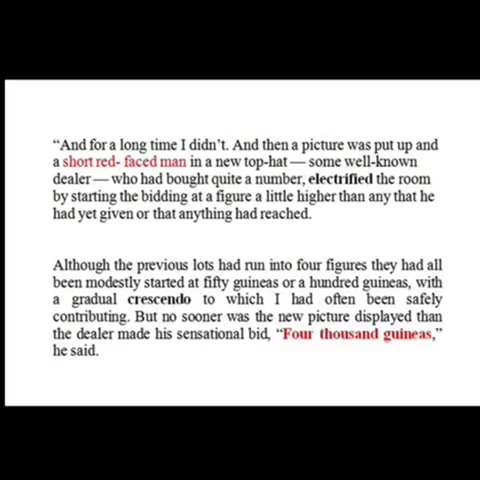 “And for a long time I didn’t. And then a picture was put up and
a short red- faced man in a new top-hat — some well-known
dealer — who had bought quite a number, electrified the room
by starting the bidding at a figure a little higher than any that he
had yet given or that anything had reached.
Although the previous lots had run into four figures they had all
been modestly started at fifty guineas or a hundred guineas, with
a gradual crescendo to which I had often been safely
contributing. But no sooner was the new picture displayed than
the dealer made his sensational bid, “Four thousand guineas,”
he said.